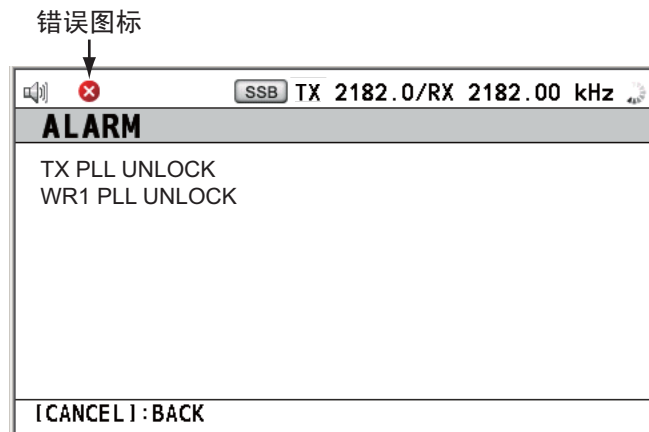 错误图标
SSB TX 2182.0/RX 2182.00 kHz
ALARM
TX PLL UNLOCK
WR1 PLL UNLOCK
[CANCEL]:BACK